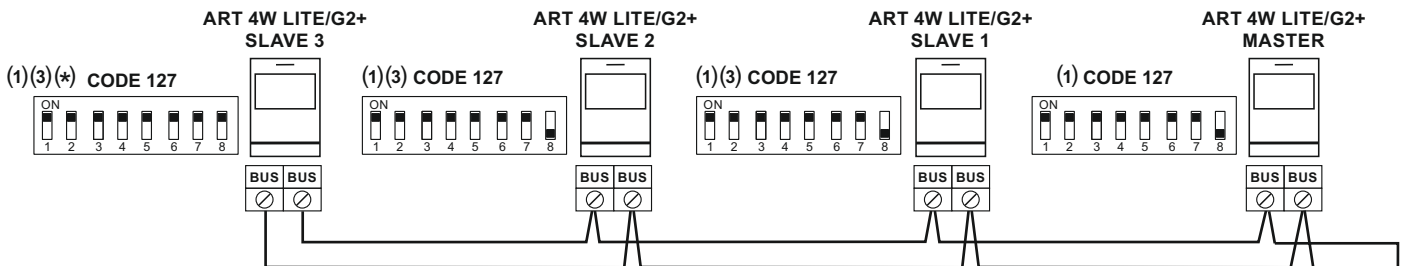 ART 4W LITE/G2+
SLAVE 3
ART 4W LITE/G2+
SLAVE 2
ART 4W LITE/G2+
SLAVE 1
ART 4W LITE/G2+
MASTER
(1)(3)(*) CODE 127
(1)(3) CODE 127
(1)(3) CODE 127
(1) CODE 127
ON
1 2 3 4 5 6 7 8
ON
1 2 3 4 5 6 7 8
ON
1 2 3 4 5 6 7 8
ON
1 2 3 4 5 6 7 8
BUS BUS
BUS BUS
BUS BUS
BUS BUS